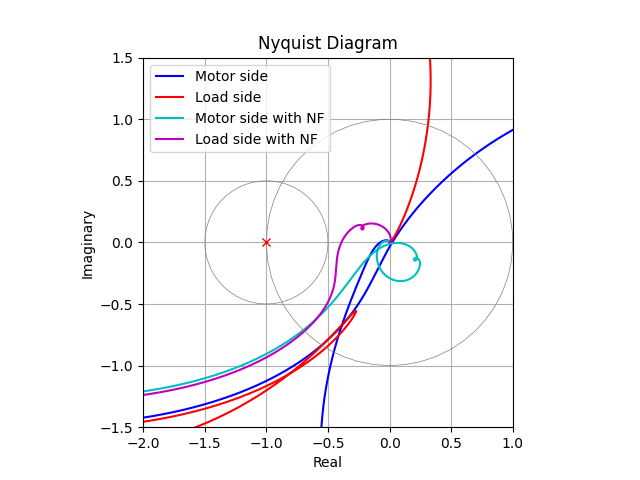 Nyquist Diagram
Motor side
Load side
Motor side with NF
Load side with NF
1.5
1.0
0.5
0.0
−0.5
−1.0
−1.5
Imaginary
−2.0 −1.5 −1.0 −0.5 0.0 0.5 1.0
Real